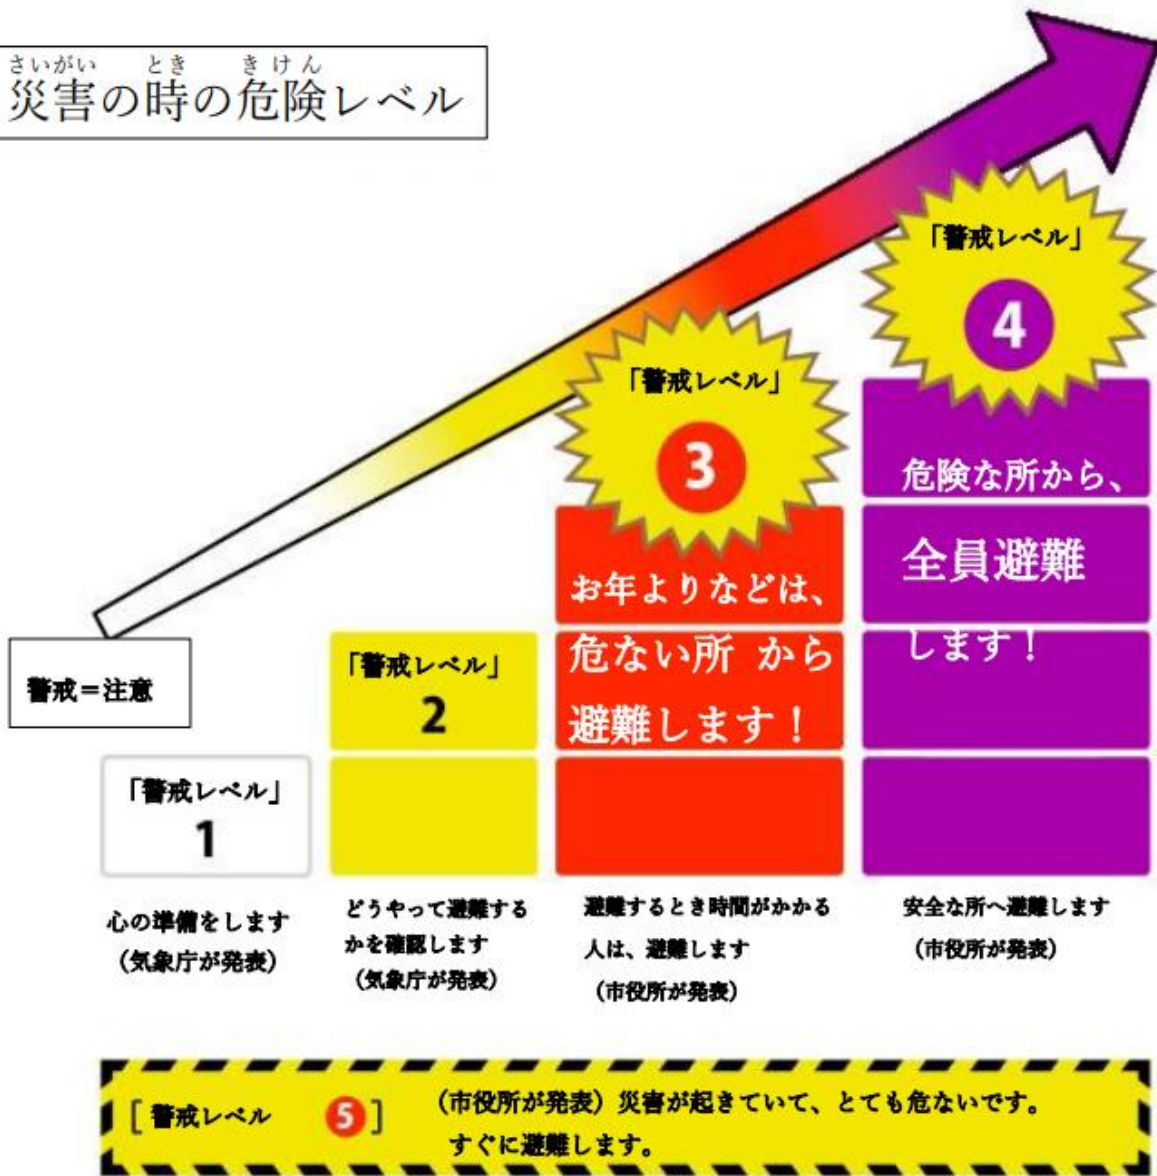 さいがい とき きけん
災害の時の危険レベル
「警戒レベル」
4
危険な所から、
全員避難
します！
「警戒レベル」
3
お年よりなどは、
危ない所 から
避難します！
警戒＝注意
「警戒レベル」
2
「警戒レベル」
1
心の準備をします
（気象庁が発表）
どうやって避難する
かを確認します
（気象庁が発表）
避難するとき時間がかかる
人は、避難します
（市役所が発表）
安全な所へ避難します
（市役所が発表）
［ 警戒レベル 5 ］ （市役所が発表）災害が起きていて、とても危ないです。
すぐに避難します。